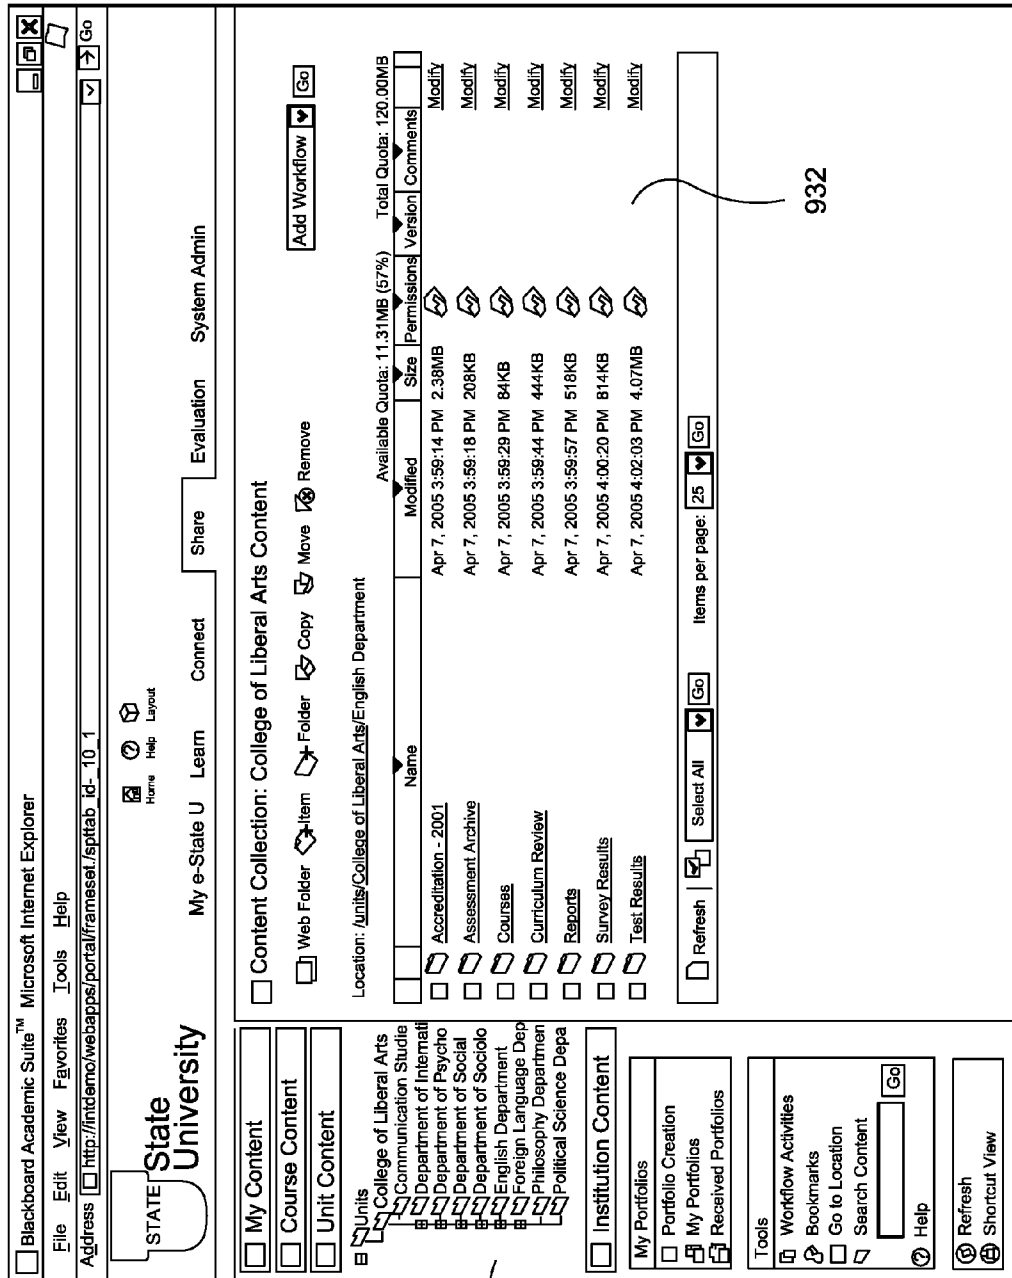 Blackboard Academic Suite™ Microsoft Internet Explorer
File Edit View Favorites Tools Help
Address http://intdemo/webapps/portal/frameset./spttab_id-_10_1 Go
STATE
State
University
Home Help Layout
My e-State U Learn Connect Share Evaluation System Admin
My Content
Course Content
Unit Content
Units
College of Liberal Arts
Communication Studie
Department of Internati
Department of Psycho
Department of Social
Department of Sociolo
English Department
Foreign Language Dep
Philosophy Departmen
Political Science Depa
Institution Content
My Portfolios
Portfolio Creation
My Portfolios
Received Portfolios
Tools
Workflow Activities
Bookmarks
Go to Location
Search Content
Go
Help
Refresh
Shortcut View
Content Collection: College of Liberal Arts Content
Web Folder Item Folder Copy Move Remove Add Workflow Go
Location: /units/College of Liberal Arts/English Department
Available Quota: 11.31MB (57%) Total Quota: 120.00MB
Name Modified Size Permissions Version Comments
Accreditation - 2001 Apr 7, 2005 3:59:14 PM 2.38MB Modify
Assessment Archive Apr 7, 2005 3:59:18 PM 208KB Modify
Courses Apr 7, 2005 3:59:29 PM 84KB Modify
Curriculum Review Apr 7, 2005 3:59:44 PM 444KB Modify
Reports Apr 7, 2005 3:59:57 PM 518KB Modify
Survey Results Apr 7, 2005 4:00:20 PM 814KB Modify
Test Results Apr 7, 2005 4:02:03 PM 4.07MB Modify
Refresh Select All Go Items per page: 25 Go
932